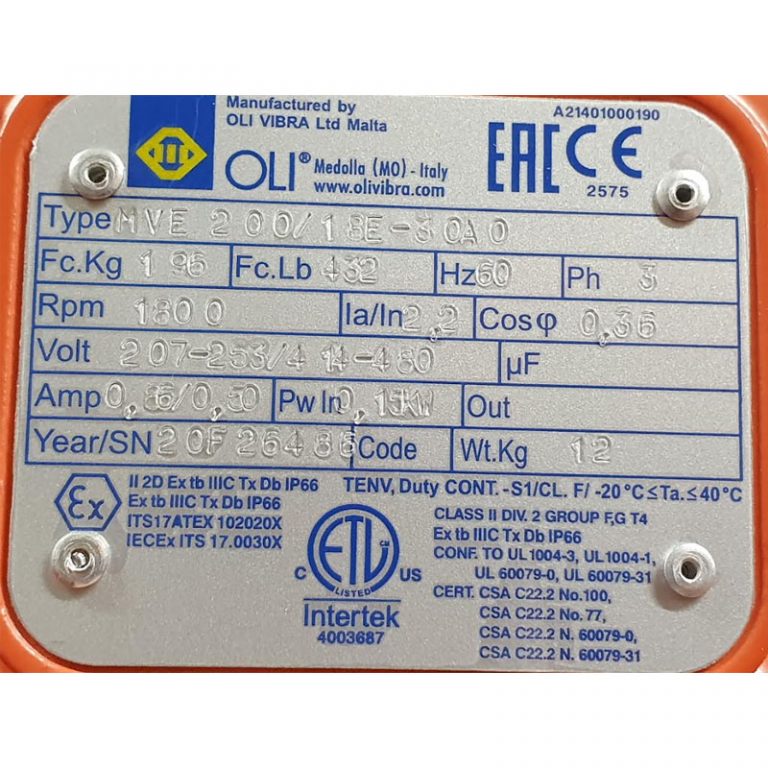 Manufactured by
OLI VIBRA Ltd Malta
A21401000190
OLI® Medolla (MO) - Italy
www.olivibra.com
EAC CE
2575
Type MVE 200/18E-30A0
Fc.Kg 196 Fc.Lb 432 Hz 60 Ph 3
Rpm 1800 Ia/In 2,2 Cosφ 0,36
Volt 207-253/414-480 µF
Amp 0,86/0,50 Pw In 0,15KW Out
Year/SN 20F26486 Code Wt.Kg 12
Ex
II 2D Ex tb IIIC Tx Db IP66
Ex tb IIIC Tx Db IP66
ITS17ATEX 102020X
IECEx ITS 17.0030X
TENV, Duty CONT. -S1/CL. F/ -20°C≤Ta.≤40°C
CLASS II DIV. 2 GROUP F,G T4
Ex tb IIIC Tx Db IP66
CONF. TO UL1004-3, UL1004-1,
UL 60079-0, UL 60079-31
CERT. CSA C22.2 No.100,
CSA C22.2 No.77,
CSA C22.2 N. 60079-0,
CSA C22.2 N. 60079-31
ETL CM
C LISTED US
Intertek
4003687